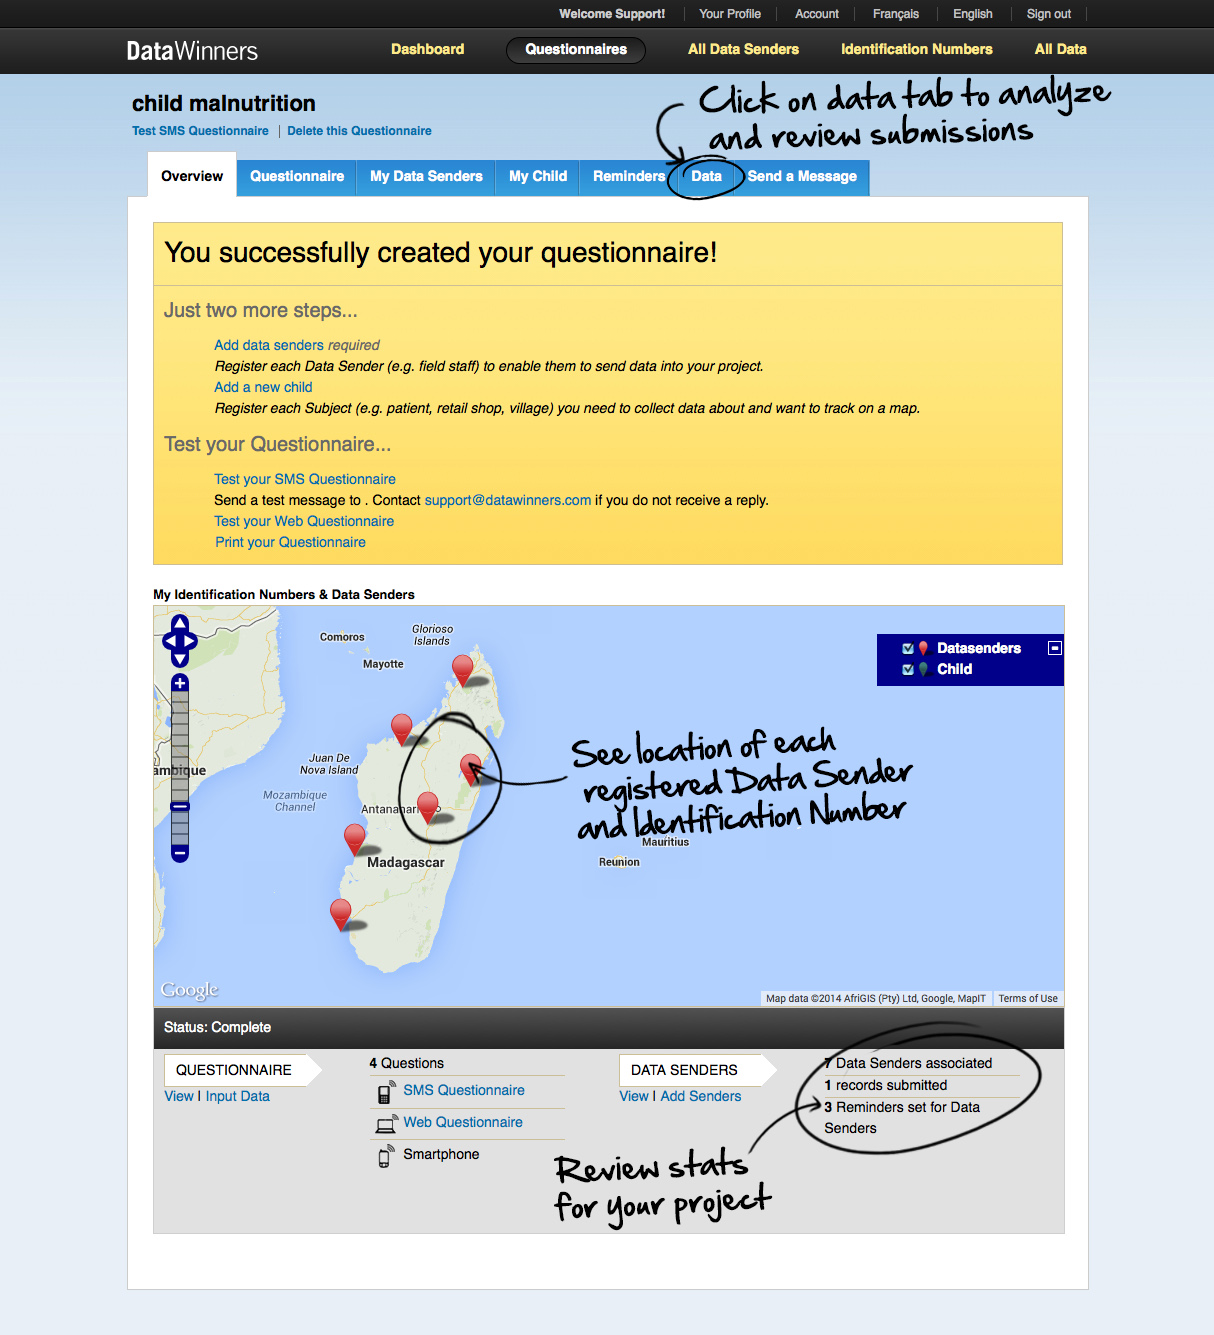 Welcome Support! Your Profile Account Français English Sign out
DataWinners
Dashboard Questionnaires All Data Senders Identification Numbers All Data
child malnutrition
Test SMS Questionnaire | Delete this Questionnaire
Click on data tab to analyze
and review submissions
Overview Questionnaire My Data Senders My Child Reminders Data Send a Message
You successfully created your questionnaire!
Just two more steps...
Add data senders required
Register each Data Sender (e.g. field staff) to enable them to send data into your project.
Add a new child
Register each Subject (e.g. patient, retail shop, village) you need to collect data about and want to track on a map.
Test your Questionnaire...
Test your SMS Questionnaire
Send a test message to . Contact support@datawinners.com if you do not receive a reply.
Test your Web Questionnaire
Print your Questionnaire
My Identification Numbers & Data Senders
Comoros
Glorioso
Islands
Mayotte
Datasenders
Child
Juan De
Nova Island
ambique
Mozambique
Channel
Antananari o
Madagascar
See location of each
registered Data Sender
and Identification Number
Mauritius
Reunion
Google
Map data ©2014 AfriGIS (Pty) Ltd, Google, MapIT Terms of Use
Status: Complete
QUESTIONNAIRE
View | Input Data
4 Questions
SMS Questionnaire
Web Questionnaire
Smartphone
DATA SENDERS
View | Add Senders
7 Data Senders associated
1 records submitted
3 Reminders set for Data
Senders
Review stats
for your project